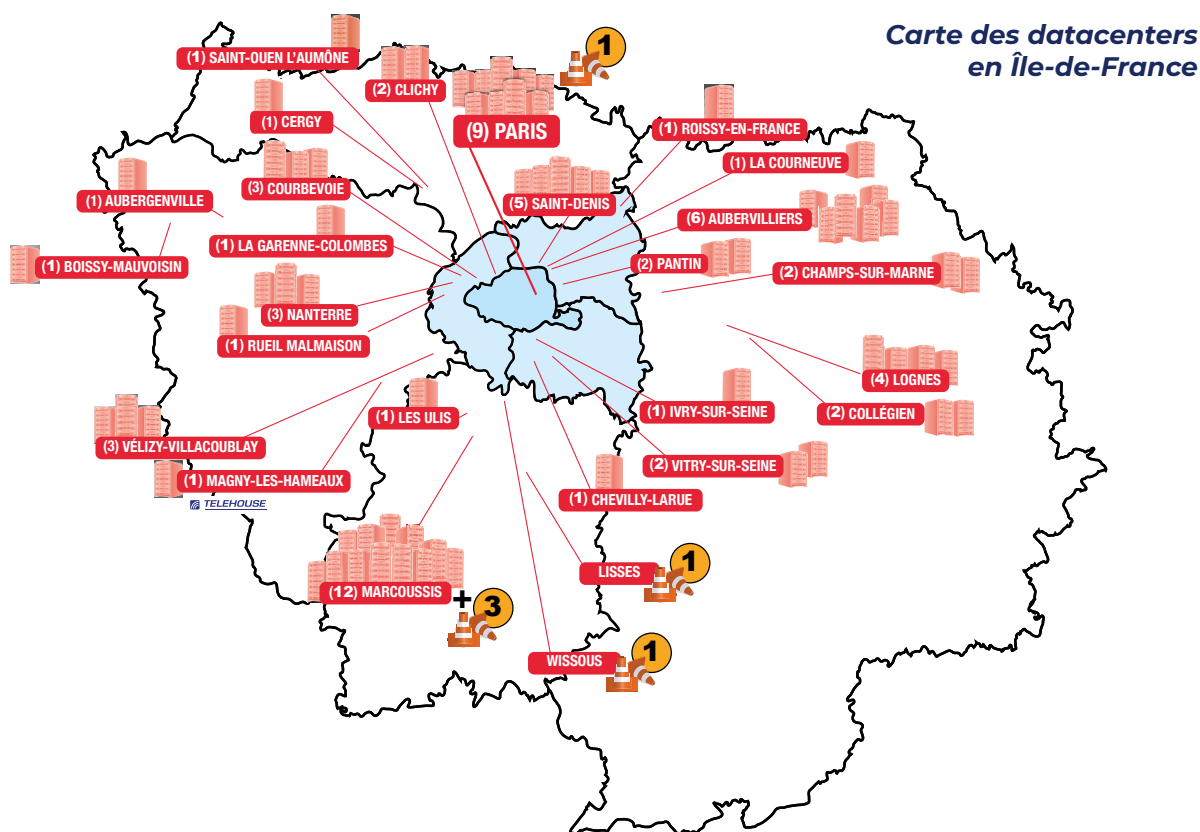 Carte des datacenters
en Île-de-France
1
(1) SAINT-OUEN L'AUMÔNE
(2) CLICHY
(1) CERGY
(9) PARIS
(1) ROISSY-EN-FRANCE
(1) LA COURNEUVE
(3) COURBEVOIE
(5) SAINT-DENIS
(1) AUBERGENVILLE
(6) AUBERVILLIERS
(1) LA GARENNE-COLOMBES
(1) BOISSY-MAUVOISIN
(2) PANTIN
(2) CHAMPS-SUR-MARNE
(3) NANTERRE
(1) RUEIL MALMAISON
(4) LOGNES
(1) LES ULIS
(1) IVRY-SUR-SEINE
(2) COLLÉGIEN
(3) VÉLIZY-VILLACOUBLAY
(2) VITRY-SUR-SEINE
(1) MAGNY-LES-HAMEAUX
TELEHOUSE
(1) CHEVILLY-LARUE
LISSES
1
(12) MARCOUSSIS
+
3
WISSOUS
1